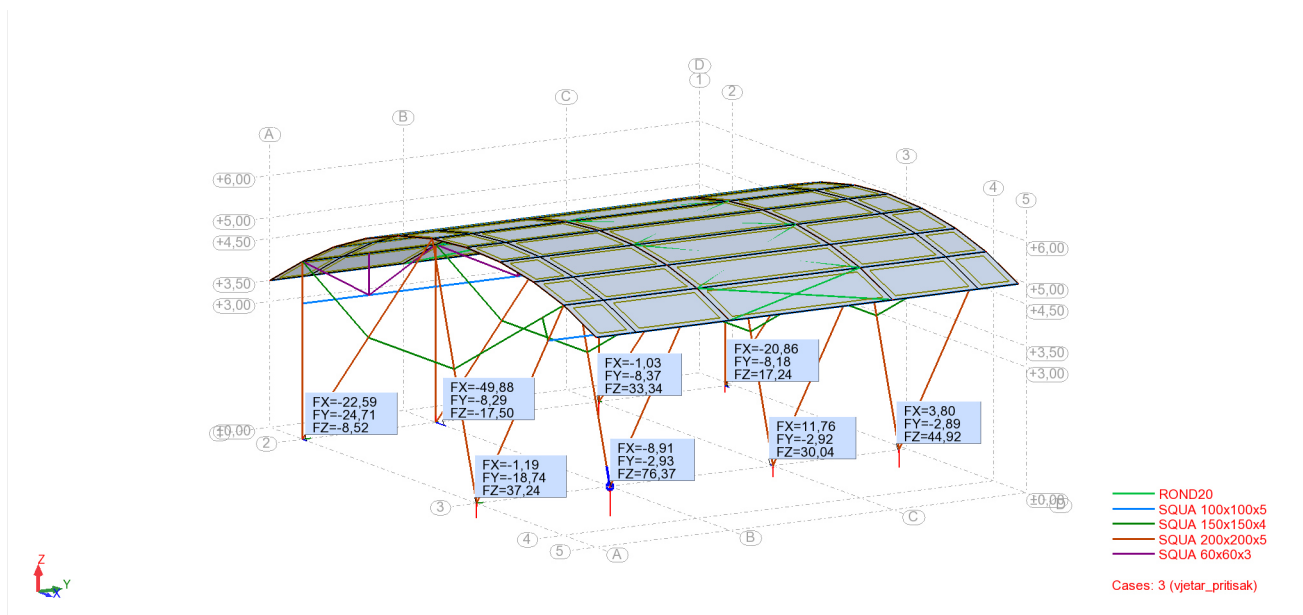 D
1
2
C
B
A
3
4
5
+6,00
+5,00
+4,50
+3,50
+3,00
+6,00
+5,00
+4,50
+3,50
+3,00
FX=-1,03
FY=-8,37
FZ=33,34
FX=-20,86
FY=-8,18
FZ=17,24
FX=-22,59
FY=-24,71
FZ=-8,52
FX=-49,88
FY=-8,29
FZ=-17,50
FX=3,80
FY=-2,89
FZ=44,92
FX=11,76
FY=-2,92
FZ=30,04
FX=-8,91
FY=-2,93
FZ=76,37
FX=-1,19
FY=-18,74
FZ=37,24
±0,00
2
3
4
5
A
B
C
D
±0,00
ROND20
SQUA 100x100x5
SQUA 150x150x4
SQUA 200x200x5
SQUA 60x60x3
Cases: 3 (vjetar_pritisak)
Z
Y
X